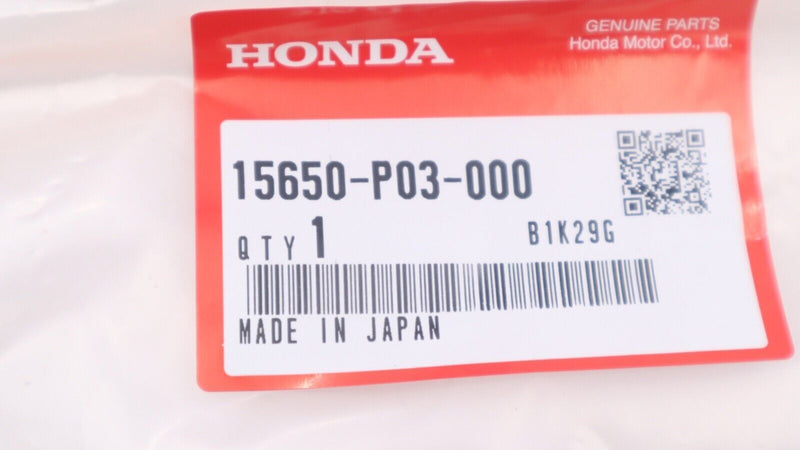 HONDA
GENUINE PARTS
Honda Motor Co., Ltd.
15650-P03-000
QTY 1
B1K29G
MADE IN JAPAN